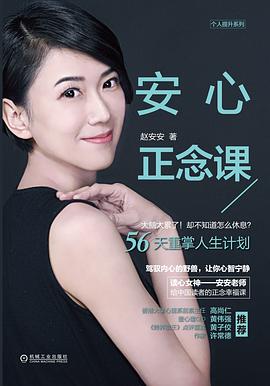 个人提升系列
安心
正念课
赵安安 著
大脑太累了！却不知道怎么休息？
56天重掌人生计划
驾驭内心的野兽，让你心智宁静
读心女神——安安老师
给中国读者的正念幸福课
高尚仁
黄伟强
黄子佼
作家 许常德
推荐
机械工业出版社